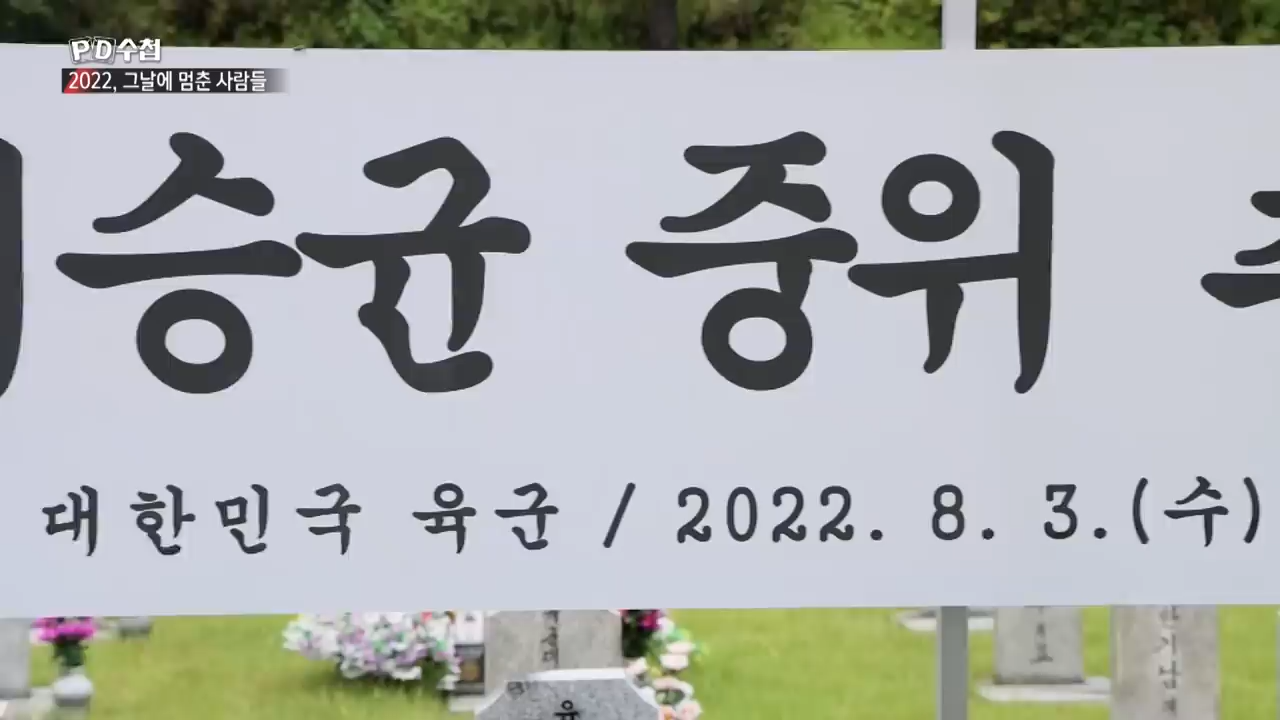 PD수첩
2022, 그날에 멈춘 사람들
승균 중위
대한민국 육군 / 2022. 8. 3.(수)
육